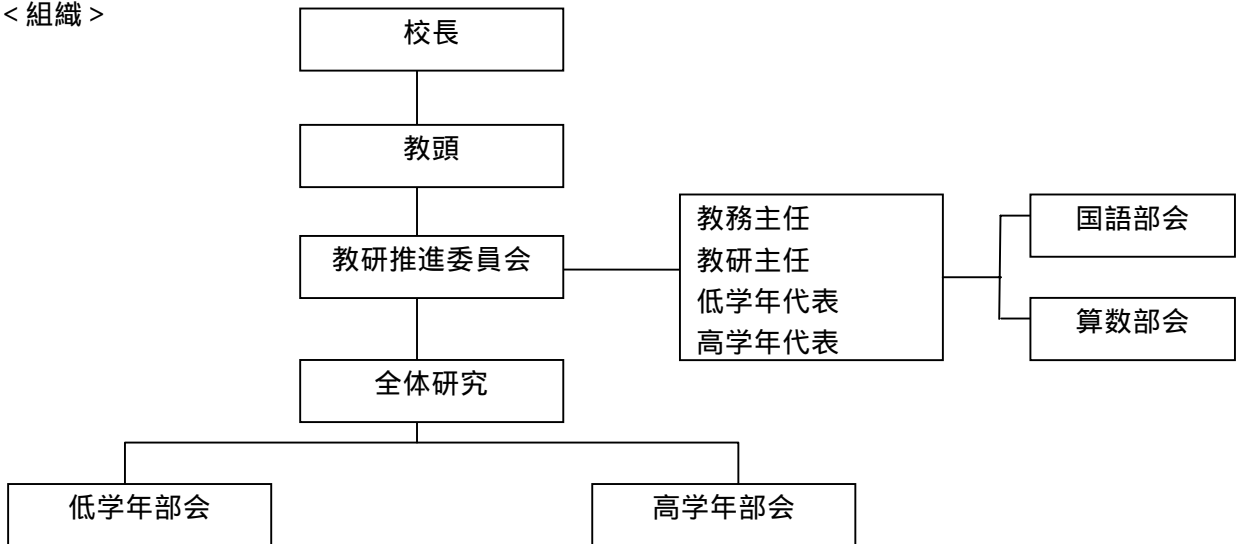 <組織>
校長
教頭
教研推進委員会
教務主任
教研主任
低学年代表
高学年代表
国語部会
算数部会
全体研究
低学年部会
高学年部会